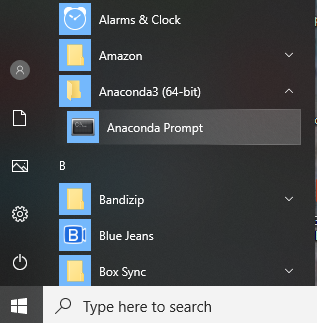 Alarms & Clock
Amazon
Anaconda3 (64-bit)
Anaconda Prompt
B
Bandizip
Blue Jeans
Box Sync
Type here to search